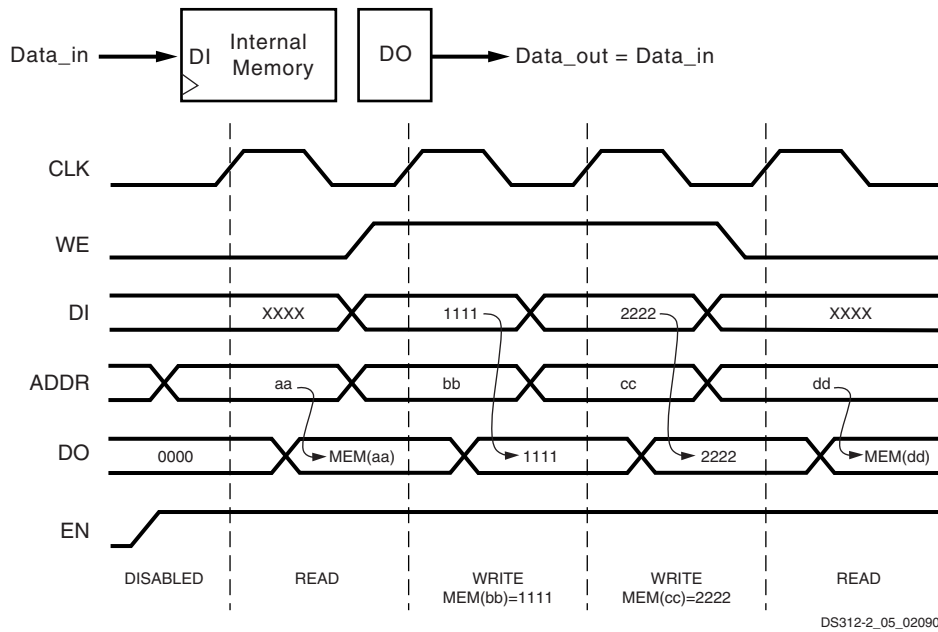 Data_in
DI
Internal
Memory
DO
Data_out = Data_in
CLK
WE
DI
XXXX
1111
2222
XXXX
ADDR
aa
bb
cc
dd
DO
0000
MEM(aa)
1111
2222
MEM(dd)
EN
DISABLED
READ
WRITE
MEM(bb)=1111
WRITE
MEM(cc)=2222
READ
DS312-2_05_02090